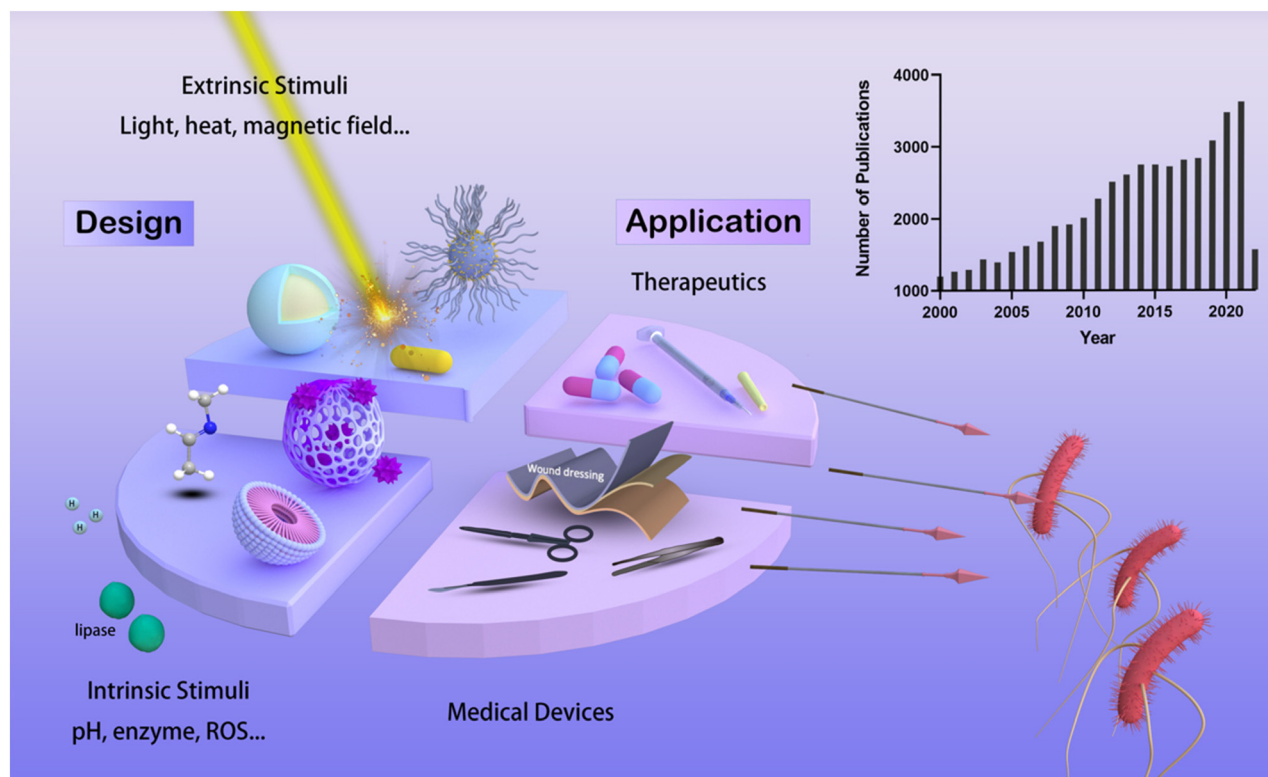 Extrinsic Stimuli
Light, heat, magnetic field...
Design
Application
Therapeutics
Number of Publications
4000
3000
2000
1000
2000
2005
2010
2015
2020
Year
Wound dressing
H
H
H
lipase
Intrinsic Stimuli
pH, enzyme, ROS...
Medical Devices